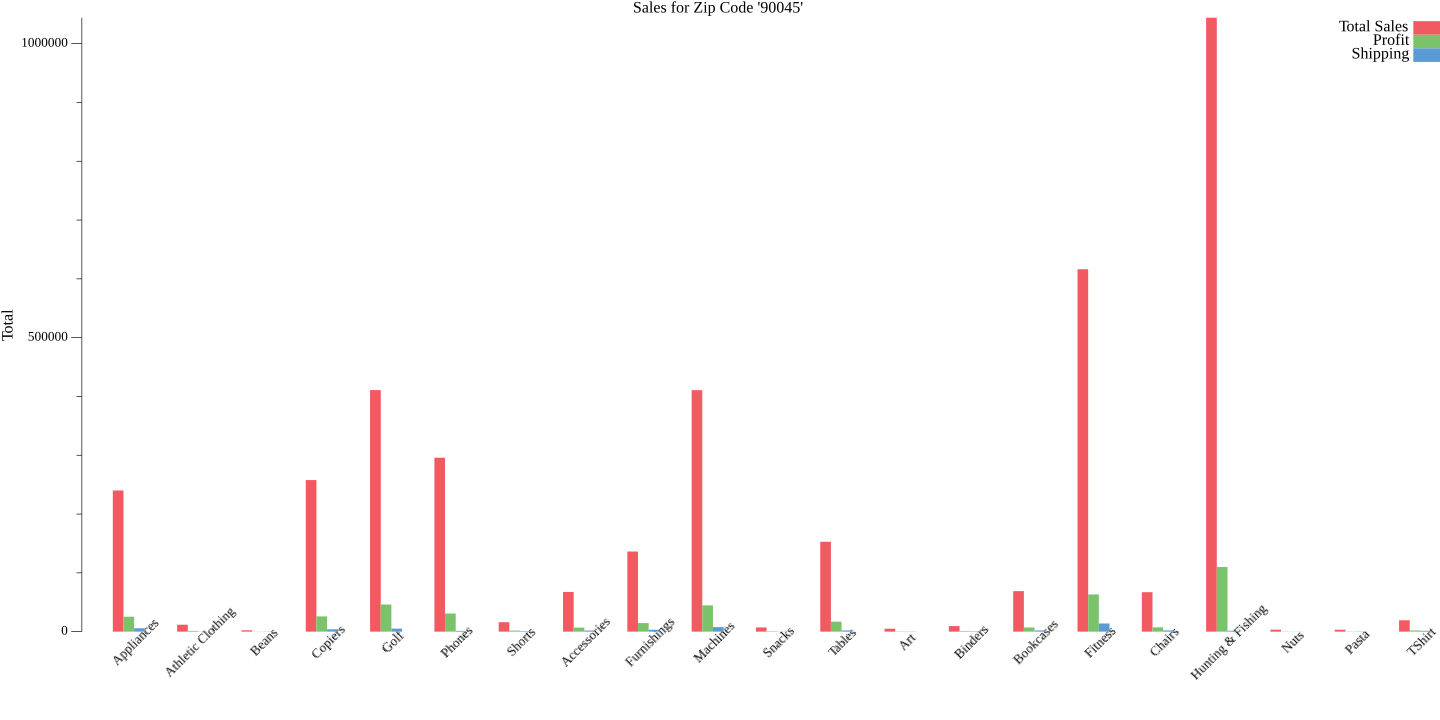 Sales for Zip Code '90045'
Total Sales
Profit
Shipping
Total
1000000
500000
0
Appliances
Athletic Clothing
Beans
Copiers
Golf
Phones
Shorts
Accessories
Furnishings
Machines
Snacks
Tables
Art
Binders
Bookcases
Fitness
Chairs
Hunting & Fishing
Nuts
Pasta
TShirt